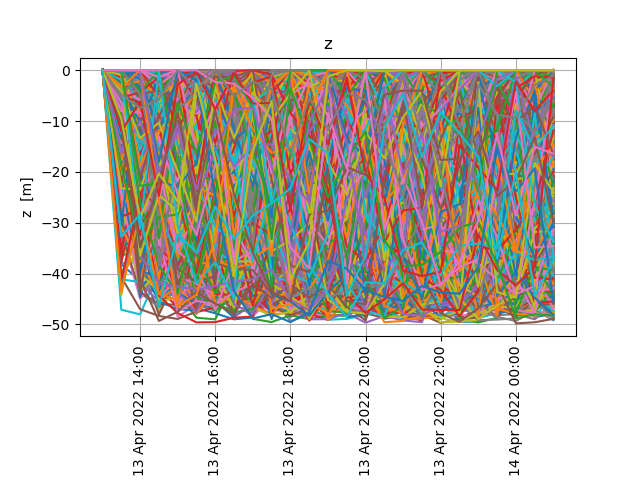 z
0
−10
−20
−30
−40
−50
z [m]
13 Apr 2022 14:00
13 Apr 2022 16:00
13 Apr 2022 18:00
13 Apr 2022 20:00
13 Apr 2022 22:00
14 Apr 2022 00:00